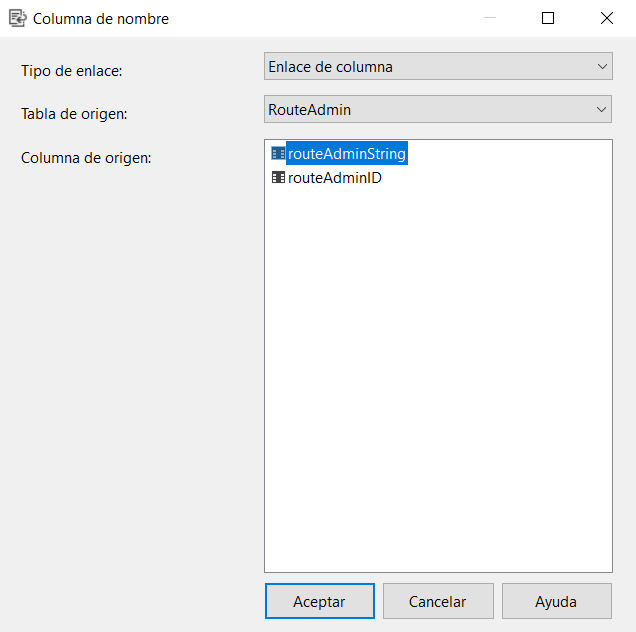 Columna de nombre
Tipo de enlace:
Enlace de columna
Tabla de origen:
RouteAdmin
Columna de origen:
routeAdminString
routeAdminID
Aceptar
Cancelar
Ayuda